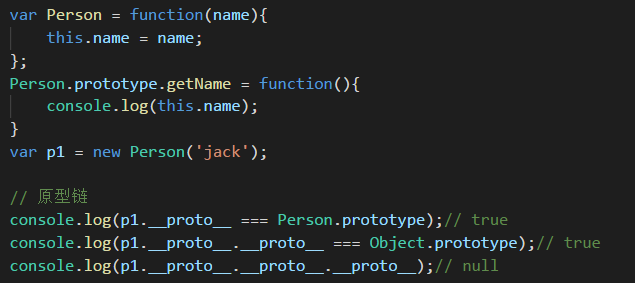 var Person = function(name){
    this.name = name;
};
Person.prototype.getName = function(){
    console.log(this.name);
}
var p1 = new Person('jack');

// 原型链
console.log(p1.__proto__ === Person.prototype);// true
console.log(p1.__proto__.__proto__ === Object.prototype);// true
console.log(p1.__proto__.__proto__.__proto__);// null